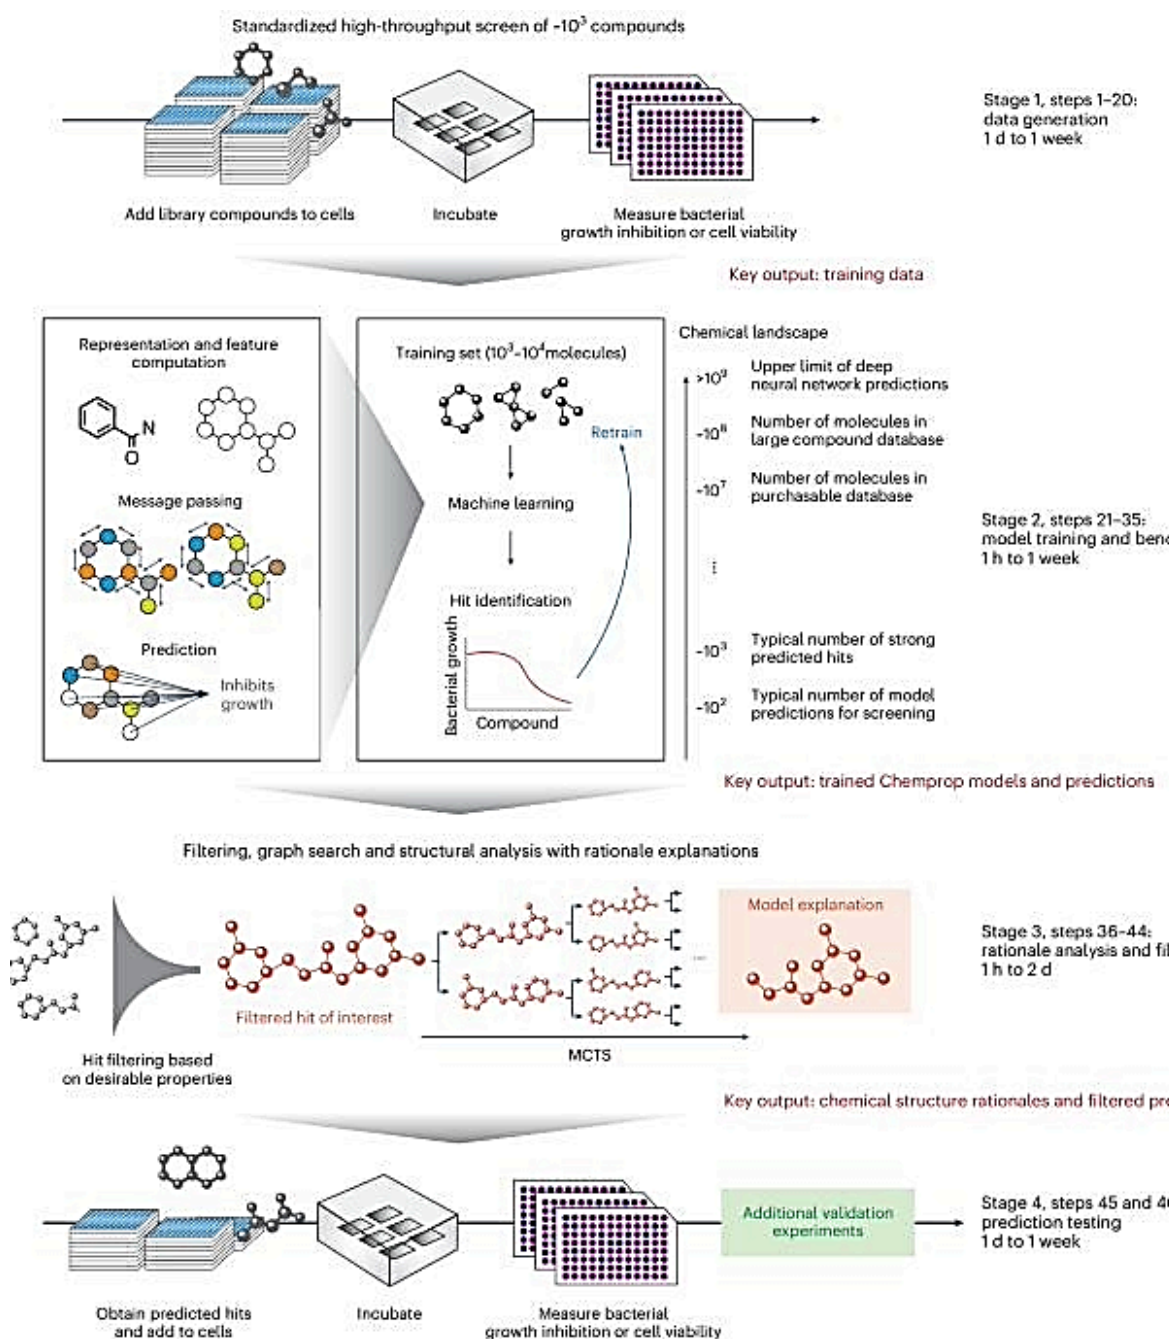 Standardized high-throughput screen of ~10³ compounds
Add library compounds to cells
Incubate
Measure bacterial
growth inhibition or cell viability
Stage 1, steps 1–20:
data generation
1 d to 1 week
Key output: training data
Representation and feature
computation
N
O
Message passing
Prediction
Inhibits
growth
Training set (10³–10⁴ molecules)
Retrain
Machine learning
Hit identification
Bacterial growth
Compound
Chemical landscape
>10⁹
Upper limit of deep
neural network predictions
~10⁸
Number of molecules in
large compound database
~10⁷
Number of molecules in
purchasable database
...
~10³
Typical number of strong
predicted hits
~10²
Typical number of model
predictions for screening
Stage 2, steps 21–35:
model training and benc
1 h to 1 week
Key output: trained Chemprop models and predictions
Filtering, graph search and structural analysis with rationale explanations
Hit filtering based
on desirable properties
Filtered hit of interest
...
MCTS
Model explanation
Stage 3, steps 36–44:
rationale analysis and fil
1 h to 2 d
Key output: chemical structure rationales and filtered pre
Obtain predicted hits
and add to cells
Incubate
Measure bacterial
growth inhibition or cell viability
Additional validation
experiments
Stage 4, steps 45 and 4
prediction testing
1 d to 1 week